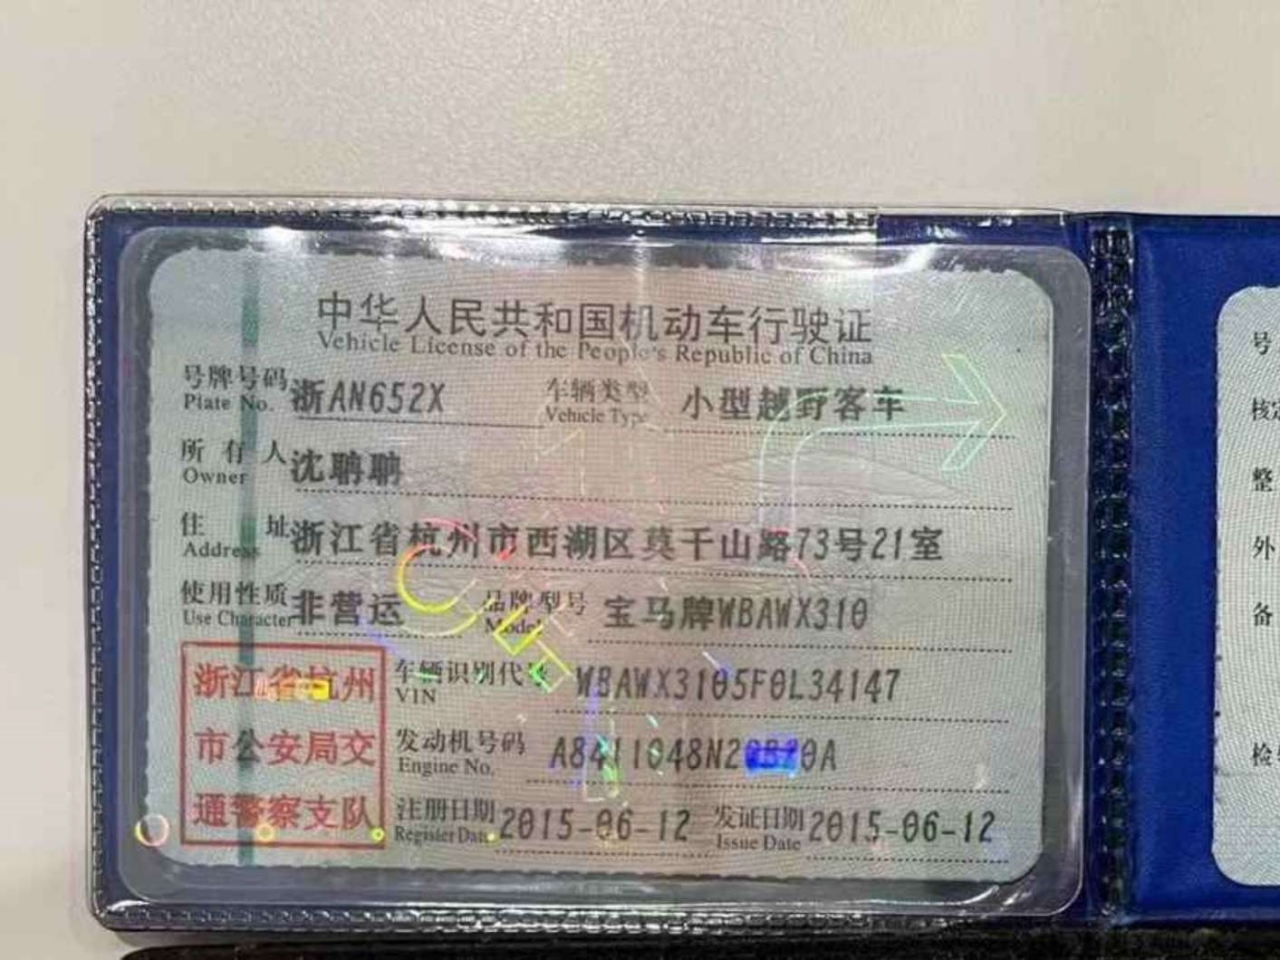 中华人民共和国机动车行驶证
Vehicle License of the People's Republic of China
号牌号码 浙AN652X 车辆类型 小型越野客车
Plate No. Vehicle Type
所有人 沈聃聃
Owner
住址 浙江省杭州市西湖区莫干山路73号21室
Address
使用性质 非营运 品牌型号 宝马牌WBAWX310
Use Character Model
浙江省杭州
市公安局交
通警察支队
车辆识别代号 WBAWX3105F0L34147
VIN
发动机号码
Engine No.
注册日期 2015-06-12 发证日期 2015-06-12
Register Date Issue Date
号
核
整
外
备
检